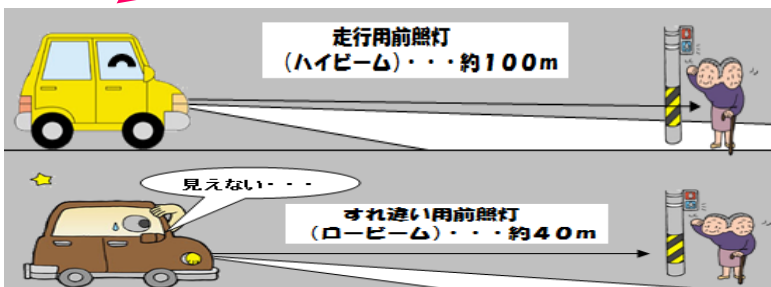 走行用前照灯
（ハイビーム）・・・約１００ｍ
見えない・・・
すれ違い用前照灯
（ロービーム）・・・約４０ｍ